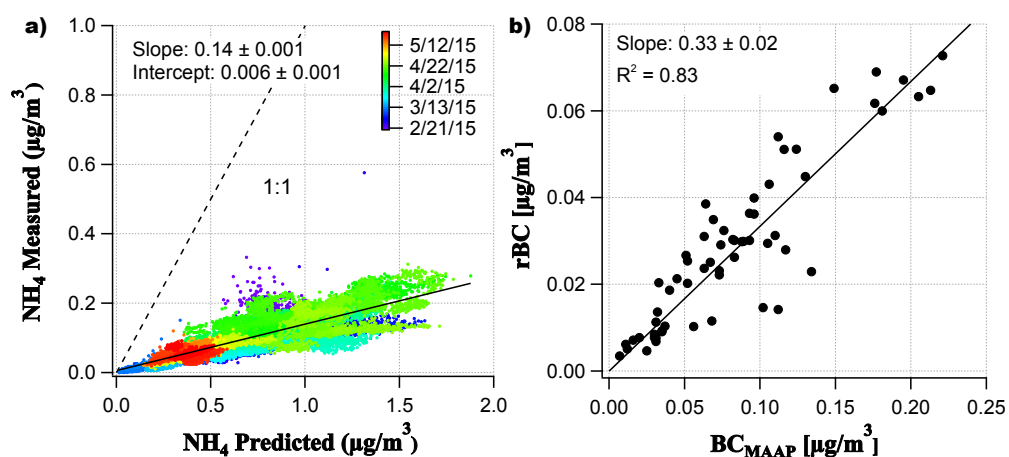 a)
Slope: 0.14 ± 0.001
Intercept: 0.006 ± 0.001
5/12/15
4/22/15
4/2/15
3/13/15
2/21/15
1:1
1.0
0.8
0.6
0.4
0.2
0.0
NH4 Measured (µg/m3)
0.0 0.5 1.0 1.5 2.0
NH4 Predicted (µg/m3)
b)
Slope: 0.33 ± 0.02
R2 = 0.83
0.08
0.06
0.04
0.02
0.00
rBC [µg/m3]
0.00 0.05 0.10 0.15 0.20 0.25
BCMAAP [µg/m3]